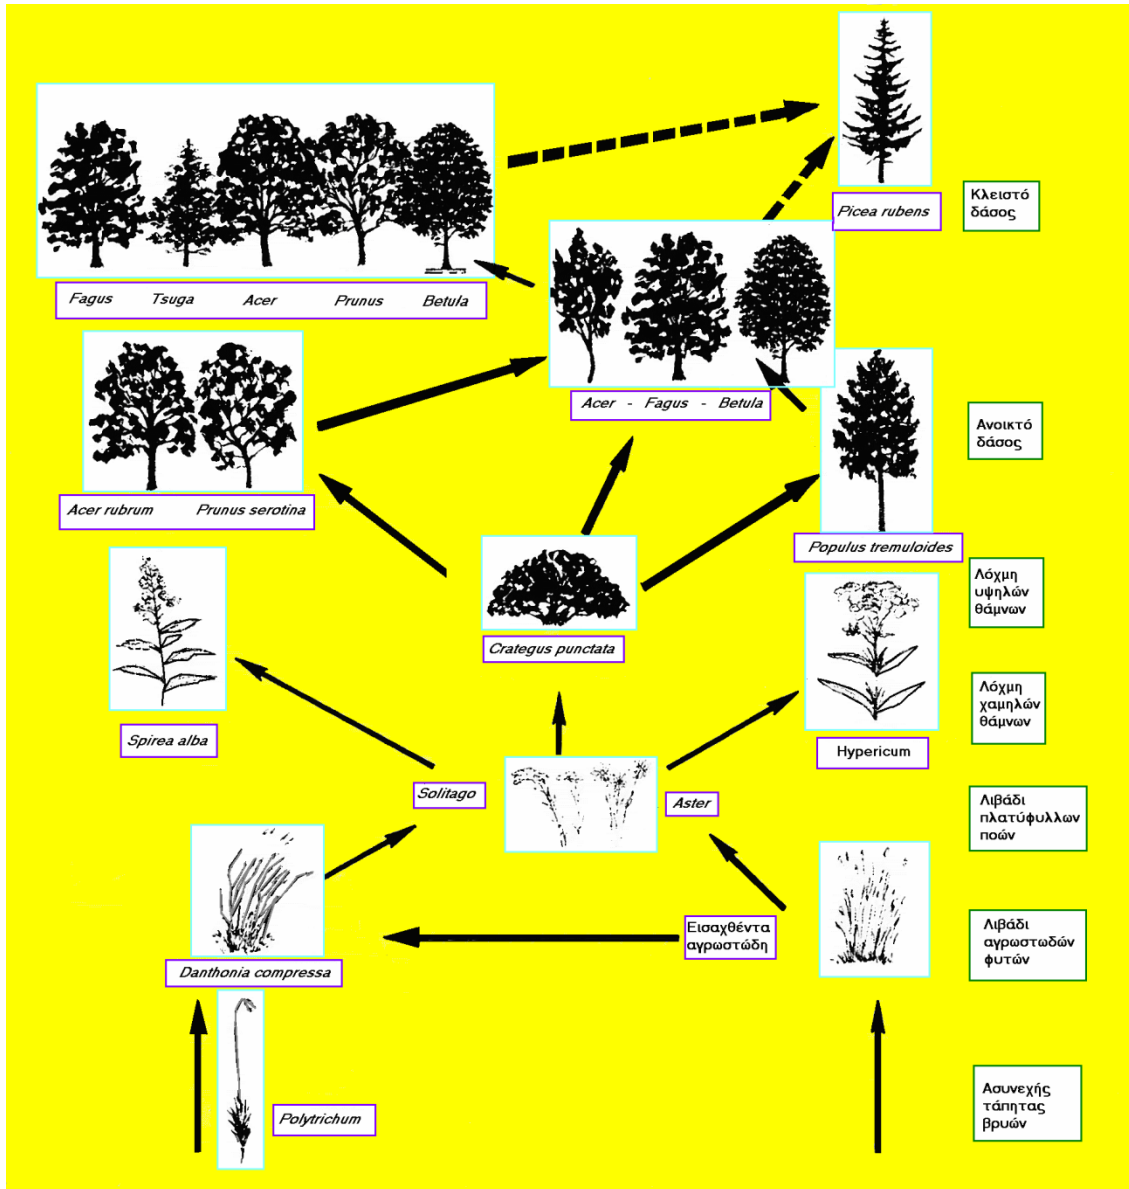 Picea rubens
Κλειστό
δάσος
Fagus Tsuga Acer Prunus Betula
Acer - Fagus - Betula
Ανοικτό
δάσος
Acer rubrum Prunus serotina
Populus tremuloides
Λόχμη
υψηλών
θάμνων
Crategus punctata
Λόχμη
χαμηλών
θάμνων
Spirea alba
Hypericum
Solitago
Aster
Λιβάδι
πλατύφυλλων
ποών
Εισαχθέντα
αγρωστώδη
Λιβάδι
αγρωστωδών
φυτών
Danthonia compressa
Polytrichum
Ασυνεχής
τάπητας
βρυών